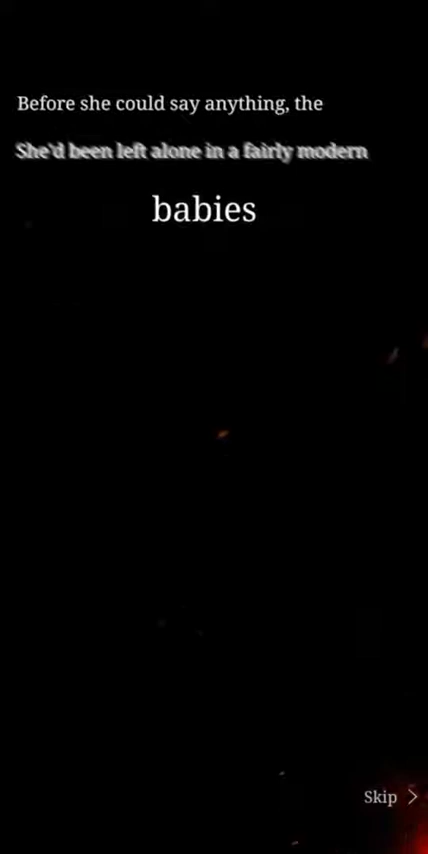 Before she could say anything, the
She'd been left alone in a fairly modern
babies
Skip